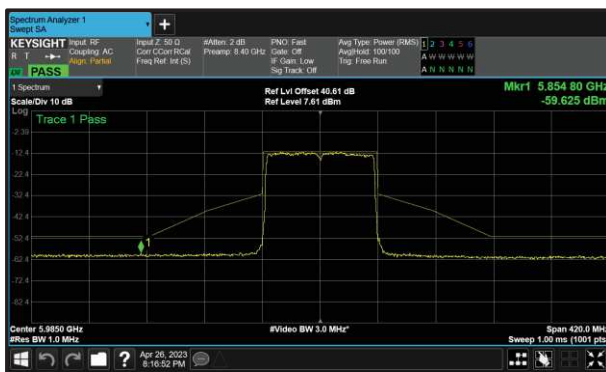 Spectrum Analyzer 1
Swept SA
KEYSIGHT
R T
PASS
Input: RF
Coupling: AC
Align: Partial
Input Z: 50 Ω
Corr CCorr RCal
Freq Ref: Int (S)
#Atten: 2 dB
Preamp: 8.40 GHz
PNO: Fast
Gate: Off
IF Gain: Low
Sig Track: Off
Avg Type: Power (RMS)
Avg|Hold: 100/100
Trig: Free Run
1 2 3 4 5 6
A W W W W W
A N N N N N
1 Spectrum
Scale/Div 10 dB
Log
Ref Lvl Offset 40.61 dB
Ref Level 7.61 dBm
Mkr1 5.854 80 GHz
-59.625 dBm
Trace 1 Pass
-2.39
-12.4
-22.4
-32.4
-42.4
-52.4
-62.4
-72.4
-82.4
1
Center 5.9850 GHz
#Res BW 1.0 MHz
#Video BW 3.0 MHz*
Span 420.0 MHz
Sweep 1.00 ms (1001 pts)
?
Apr 26, 2023
8:16:52 PM